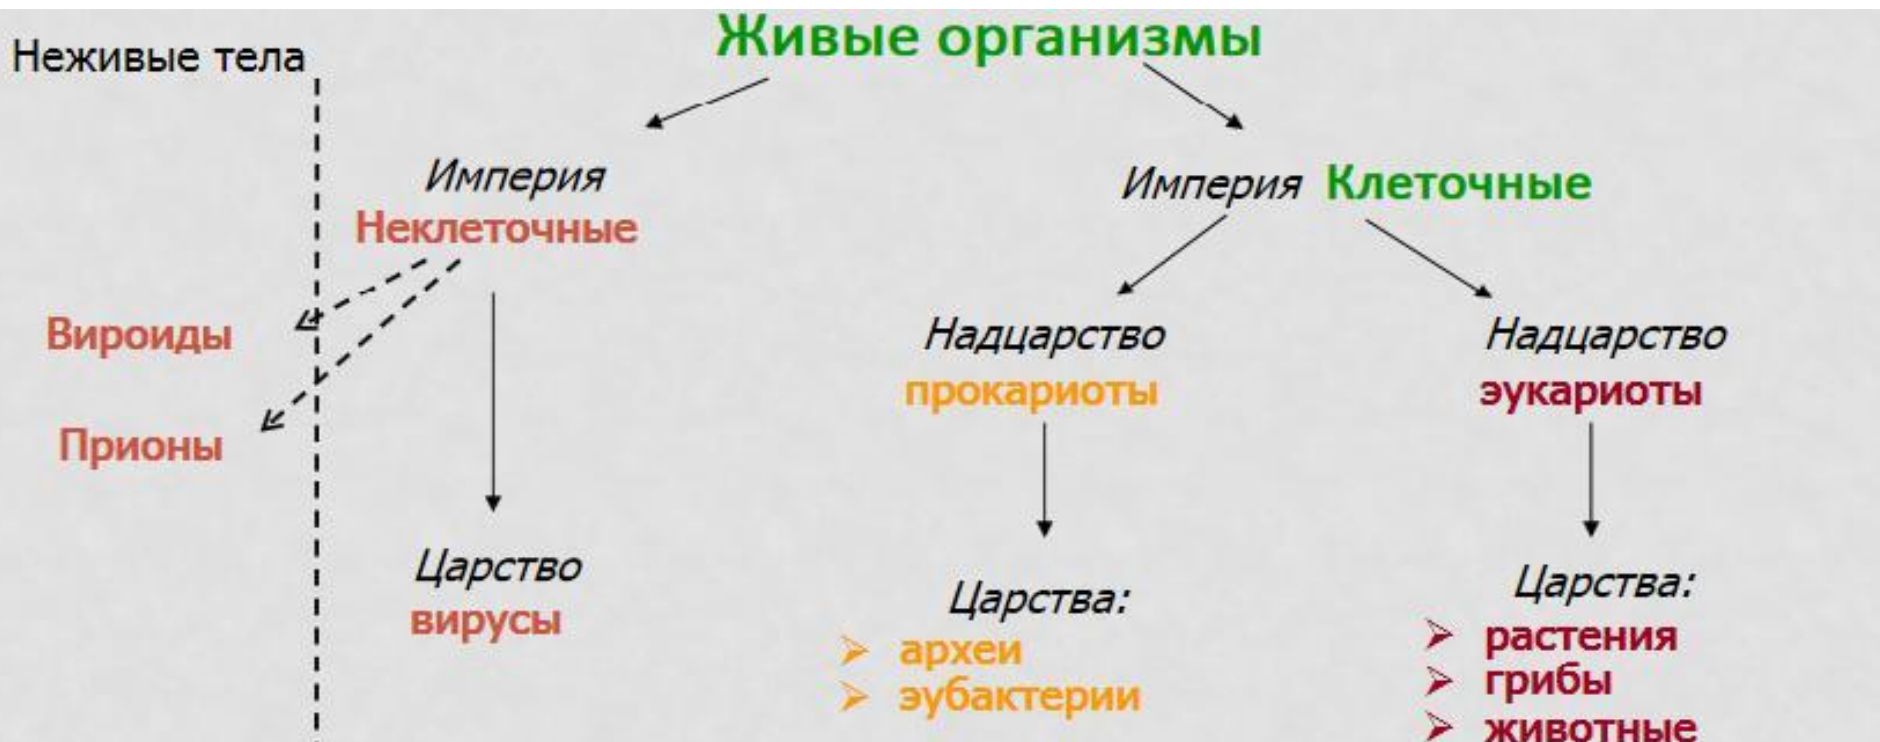 Живые организмы
Неживые тела
Империя
Неклеточные
Империя Клеточные
Вироиды
Прионы
Надцарство
прокариоты
Надцарство
эукариоты
Царство
вирусы
Царства:
археи
эубактерии
Царства:
растения
грибы
животные